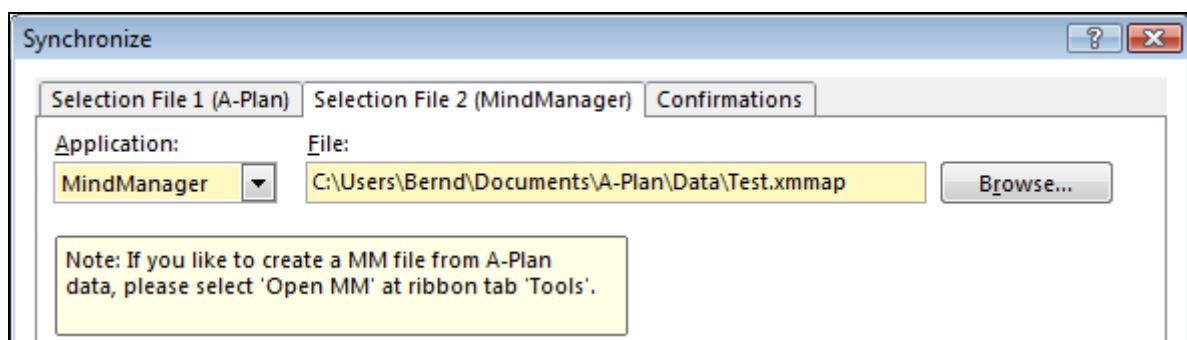 Synchronize
Selection File 1 (A-Plan) Selection File 2 (MindManager) Confirmations
Application: File:
MindManager C:\Users\Bernd\Documents\A-Plan\Data\Test.xmmap Browse...
Note: If you like to create a MM file from A-Plan
data, please select 'Open MM' at ribbon tab 'Tools'.